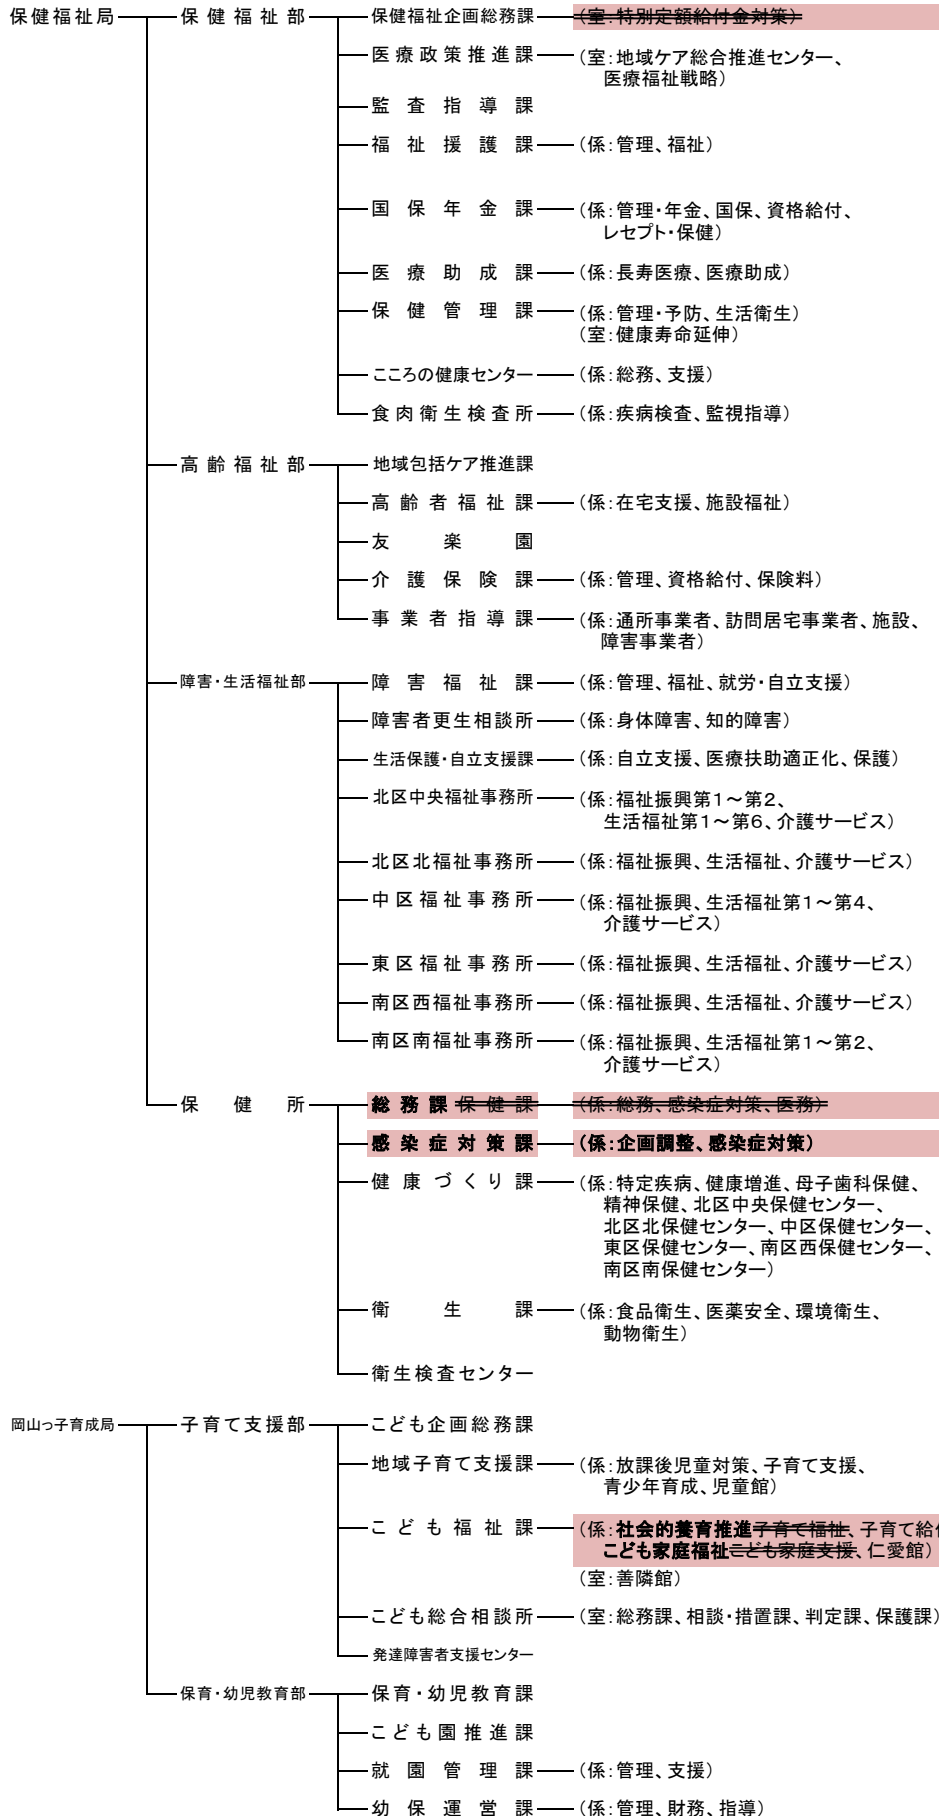 保健福祉局 保健福祉部 保健福祉企画総務課 (室:特別定額給付金対策)
医療政策推進課 (室:地域ケア総合推進センター、
医療福祉戦略)
監査指導課
福祉援護課 (係:管理、福祉)
国保年金課 (係:管理・年金、国保、資格給付、
レセプト・保健)
医療助成課 (係:長寿医療、医療助成)
保健管理課 (係:管理・予防、生活衛生)
(室:健康寿命延伸)
こころの健康センター (係:総務、支援)
食肉衛生検査所 (係:疾病検査、監視指導)
高齢福祉部 地域包括ケア推進課
高齢者福祉課 (係:在宅支援、施設福祉)
友楽園
介護保険課 (係:管理、資格給付、保険料)
事業者指導課 (係:通所事業者、訪問居宅事業者、施設、
障害事業者)
障害・生活福祉部 障害福祉課 (係:管理、福祉、就労・自立支援)
障害者更生相談所 (係:身体障害、知的障害)
生活保護・自立支援課 (係:自立支援、医療扶助適正化、保護)
北区中央福祉事務所 (係:福祉振興第1～第2、
生活福祉第1～第6、介護サービス)
北区北福祉事務所 (係:福祉振興、生活福祉、介護サービス)
中区福祉事務所 (係:福祉振興、生活福祉第1～第4、
介護サービス)
東区福祉事務所 (係:福祉振興、生活福祉、介護サービス)
南区西福祉事務所 (係:福祉振興、生活福祉、介護サービス)
南区南福祉事務所 (係:福祉振興、生活福祉第1～第2、
介護サービス)
保健所 総務課 保健課 (係:総務、感染症対策、医務)
感染症対策課 (係:企画調整、感染症対策)
健康づくり課 (係:特定疾病、健康増進、母子歯科保健、
精神保健、北区中央保健センター、
北区北保健センター、中区保健センター、
東区保健センター、南区西保健センター、
南区南保健センター)
衛生課 (係:食品衛生、医薬安全、環境衛生、
動物衛生)
衛生検査センター
岡山っ子育成局 子育て支援部 こども企画総務課
地域子育て支援課 (係:放課後児童対策、子育て支援、
青少年育成、児童館)
こども福祉課 (係:社会的養育推進子育て福祉、子育て給
こども家庭福祉こども家庭支援、仁愛館)
(室:善隣館)
こども総合相談所 (室:総務課、相談・措置課、判定課、保護課)
発達障害者支援センター
保育・幼児教育部 保育・幼児教育課
こども園推進課
就園管理課 (係:管理、支援)
幼保運営課 (係:管理、財務、指導)